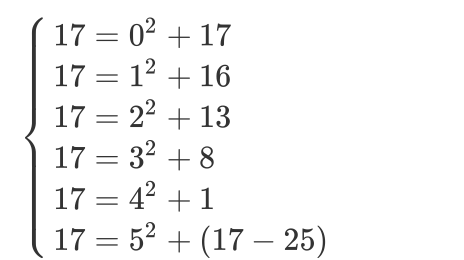 17 = 0² + 17
17 = 1² + 16
17 = 2² + 13
17 = 3² + 8
17 = 4² + 1
17 = 5² + (17 − 25)